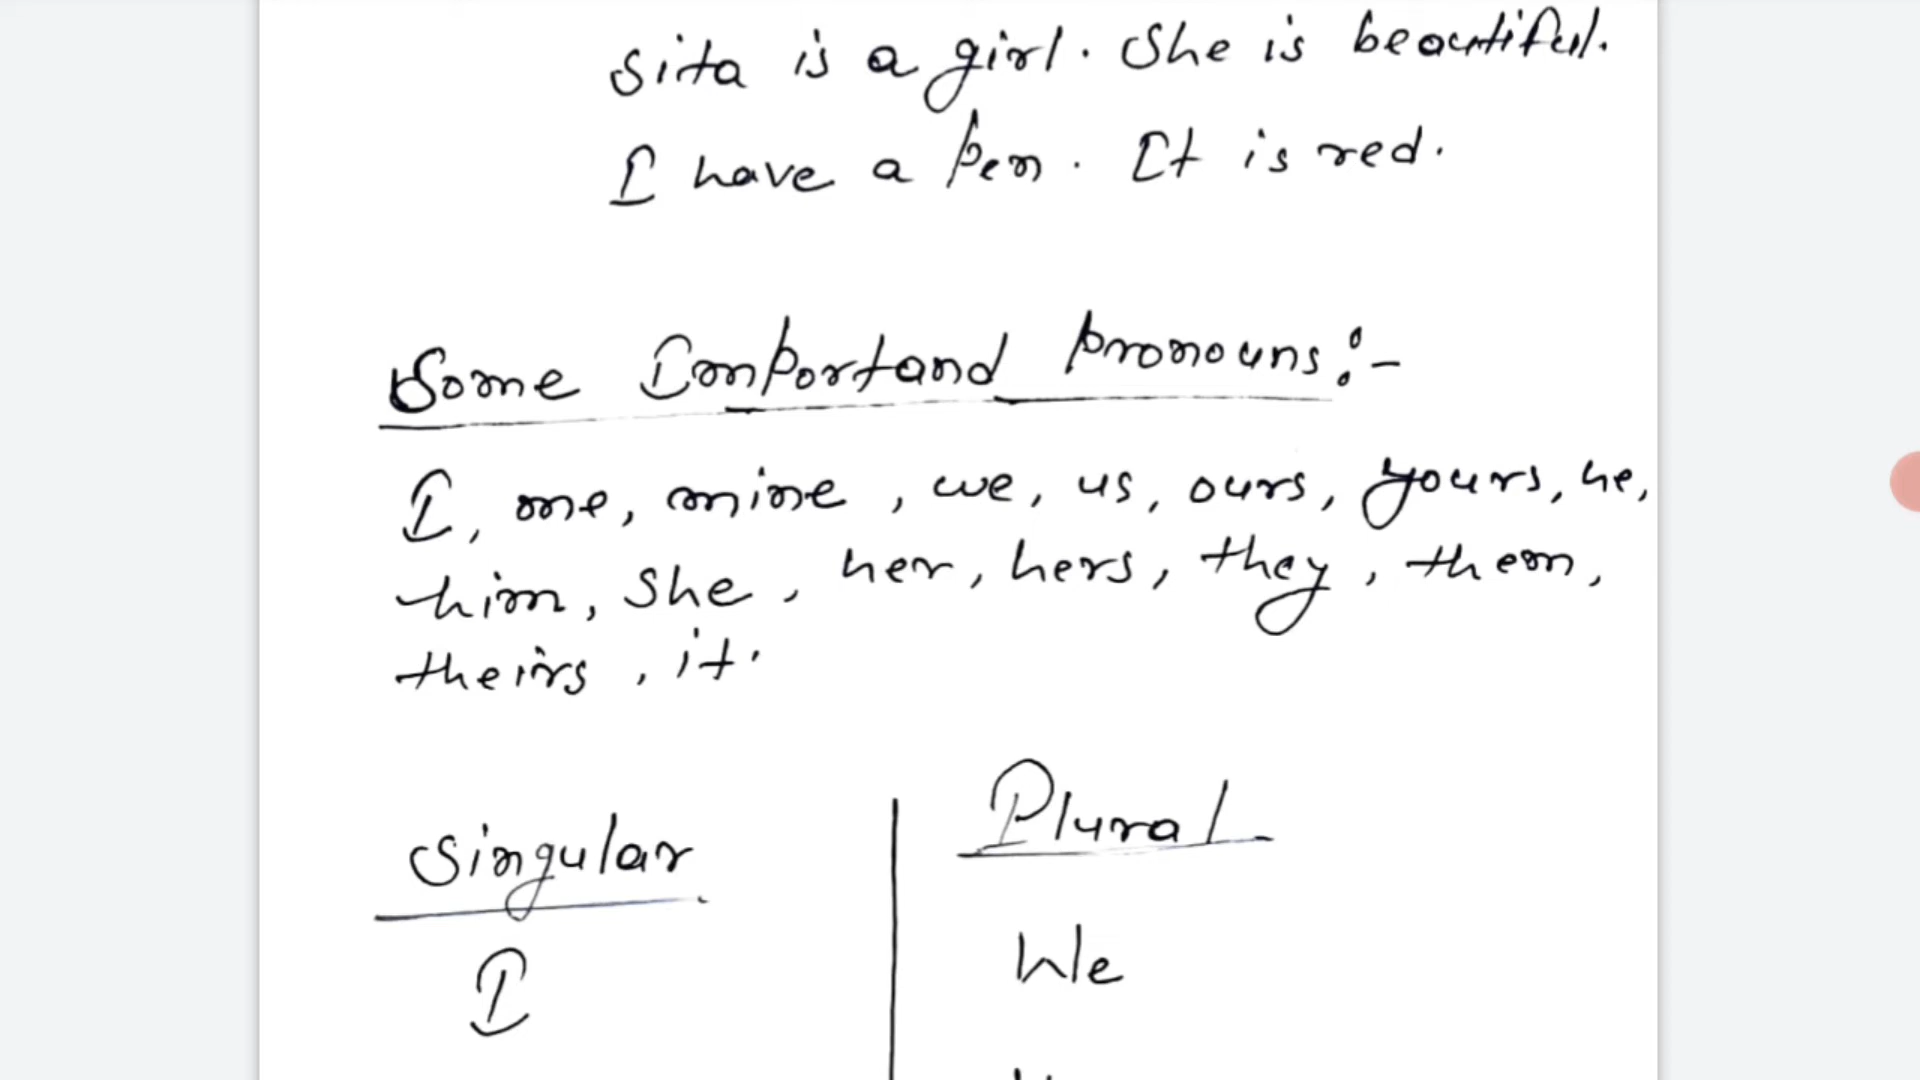 Sita is a girl. She is beautiful.
I have a pen. It is red.
Some Importand pronouns :-
I, me, mine, we, us, ours, yours, he,
him, she, her, hers, they, them,
theirs, it.
Singular
Plural
I
We